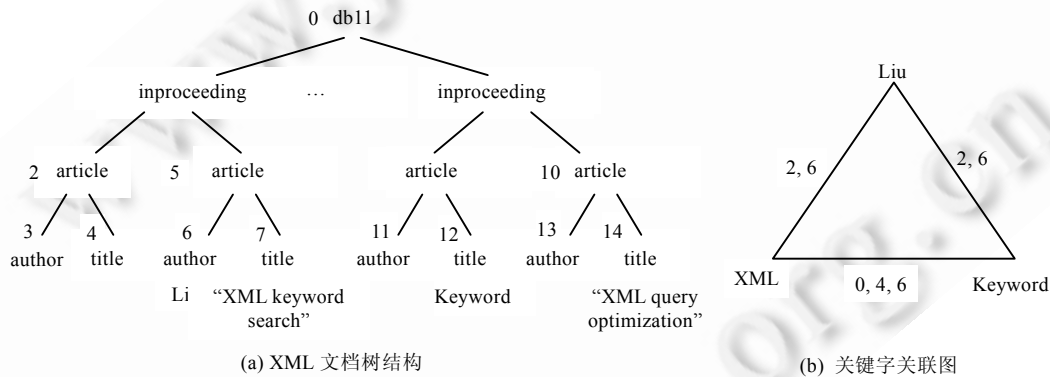 0 db11
inproceeding … inproceeding
2 article 5 article article 10 article
3 4 6 7 11 12 13 14
author title author title author title author title
Li "XML keyword Keyword "XML query
search" optimization"
(a) XML 文档树结构
Liu
2, 6 2, 6
XML 0, 4, 6 Keyword
(b) 关键字关联图